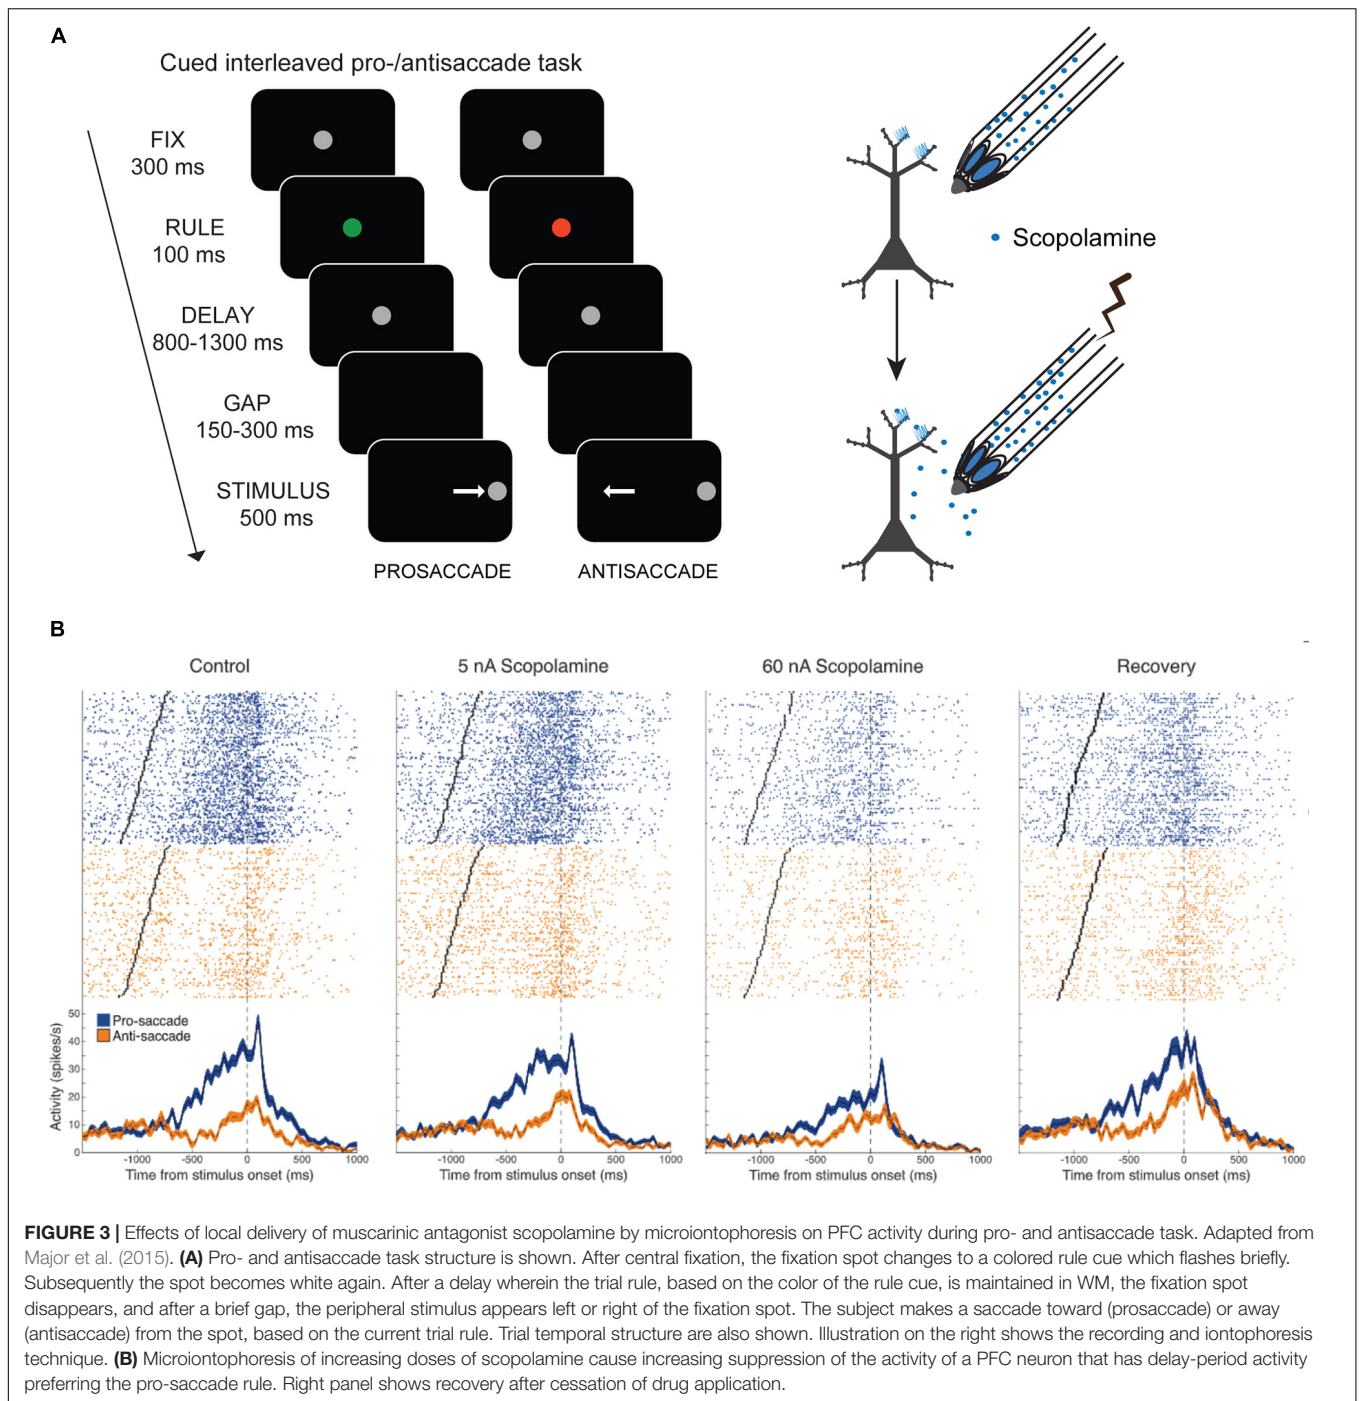 A
Cued interleaved pro-/antisaccade task
FIX
300 ms
RULE
100 ms
DELAY
800-1300 ms
GAP
150-300 ms
STIMULUS
500 ms
PROSACCADE
ANTISACCADE
Scopolamine
B
Control
5 nA Scopolamine
60 nA Scopolamine
Recovery
50
40
30
20
10
0
Activity (spikes/s)
Pro-saccade
Anti-saccade
-1000 -500 0 500 1000
Time from stimulus onset (ms)
-1000 -500 0 500 1000
Time from stimulus onset (ms)
-1000 -500 0 500 1000
Time from stimulus onset (ms)
-1000 -500 0 500 1000
Time from stimulus onset (ms)
FIGURE 3 | Effects of local delivery of muscarinic antagonist scopolamine by microiontophoresis on PFC activity during pro- and antisaccade task. Adapted from
Major et al. (2015). (A) Pro- and antisaccade task structure is shown. After central fixation, the fixation spot changes to a colored rule cue which flashes briefly.
Subsequently the spot becomes white again. After a delay wherein the trial rule, based on the color of the rule cue, is maintained in WM, the fixation spot
disappears, and after a brief gap, the peripheral stimulus appears left or right of the fixation spot. The subject makes a saccade toward (prosaccade) or away
(antisaccade) from the spot, based on the current trial rule. Trial temporal structure are also shown. Illustration on the right shows the recording and iontophoresis
technique. (B) Microiontophoresis of increasing doses of scopolamine cause increasing suppression of the activity of a PFC neuron that has delay-period activity
preferring the pro-saccade rule. Right panel shows recovery after cessation of drug application.